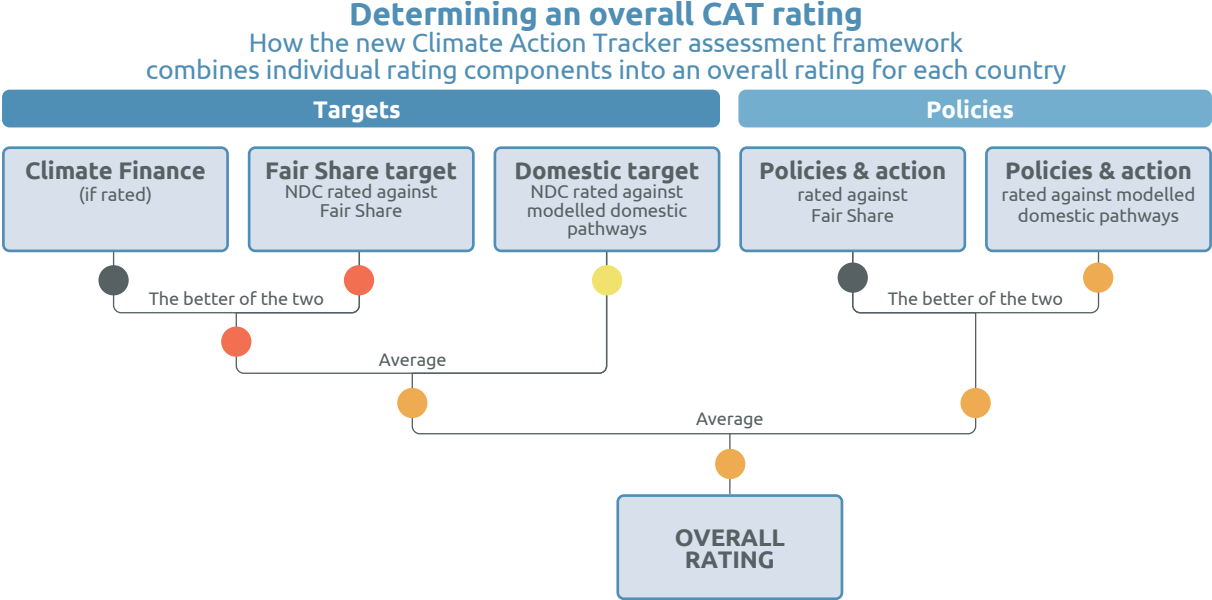 Determining an overall CAT rating
How the new Climate Action Tracker assessment framework
combines individual rating components into an overall rating for each country
Targets
Policies
Climate Finance
(if rated)
Fair Share target
NDC rated against
Fair Share
Domestic target
NDC rated against
modelled domestic
pathways
Policies & action
rated against
Fair Share
Policies & action
rated against modelled
domestic pathways
The better of the two
The better of the two
Average
Average
OVERALL
RATING